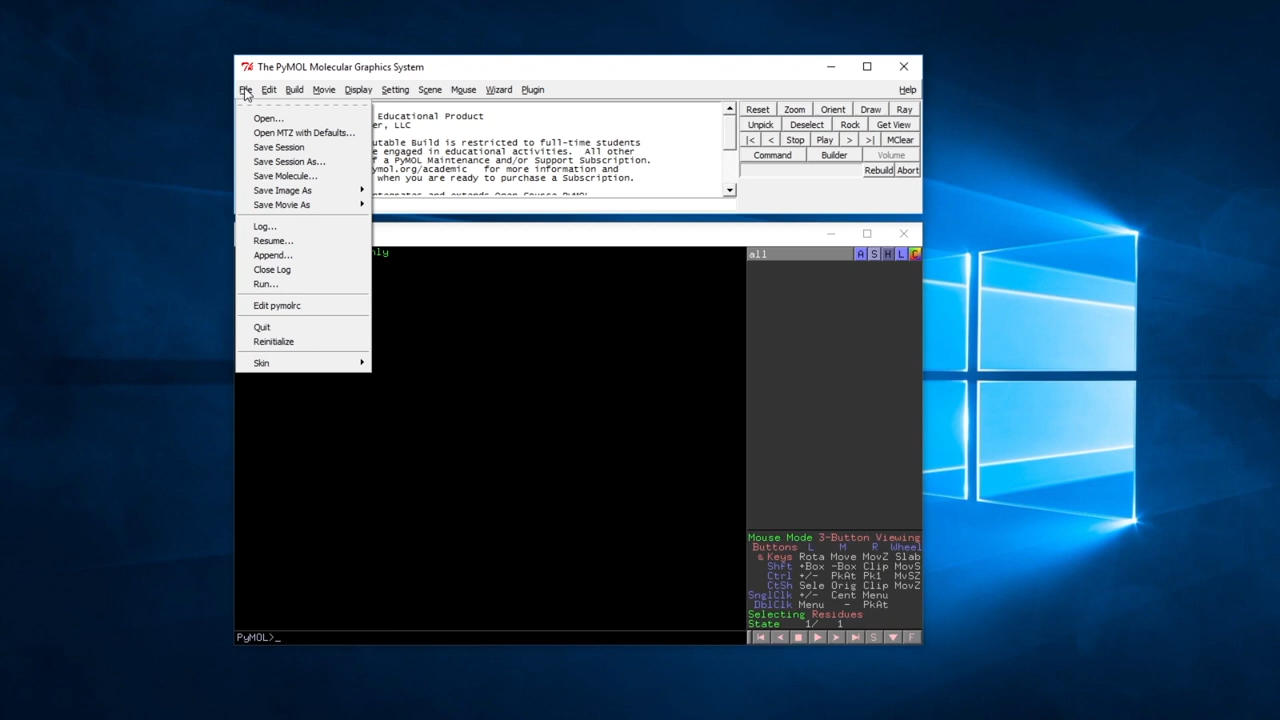 The PyMOL Molecular Graphics System
File Edit Build Movie Display Setting Scene Mouse Wizard Plugin Help
Open...
Open MTZ with Defaults...
Save Session
Save Session As...
Save Molecule...
Save Image As
Save Movie As
Log...
Resume...
Append...
Close Log
Run...
Edit pymolrc
Quit
Reinitialize
Skin
Educational Product
er, LLC
utable Build is restricted to full-time students
e engaged in educational activities. All other
f a PyMOL Maintenance and/or Support Subscription.
ymol.org/academic for more information and
when you are ready to purchase a Subscription.
ntegrates and extends Open-Source PyMOL
Reset Zoom Orient Draw Ray
Unpick Deselect Rock Get View
|< < Stop Play > >| MClear
Command Builder Volume
Rebuild Abort
nly
all A S H L C
Mouse Mode 3-Button Viewing
Buttons L M R Wheel
& Keys Rota Move MovZ Slab
Shft +Box -Box Clip MovS
Ctrl +/- PkAt Pk1 MvSZ
CtSh Sele Orig Clip MovZ
SnglClk +/- Cent Menu
DblClk Menu - PkAt
Selecting Residues
State 1/ 1
S F
PyMOL>_